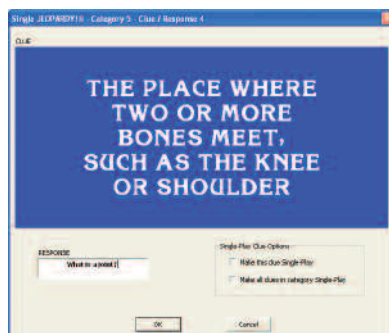 Single JEOPARDY!® - Category 5 - Clue / Response 4
CLUE
THE PLACE WHERE
TWO OR MORE
BONES MEET,
SUCH AS THE KNEE
OR SHOULDER
RESPONSE
What is a joint?
Single-Play Clue Options
Make this clue Single-Play
Make all clues in category Single-Play
OK
Cancel